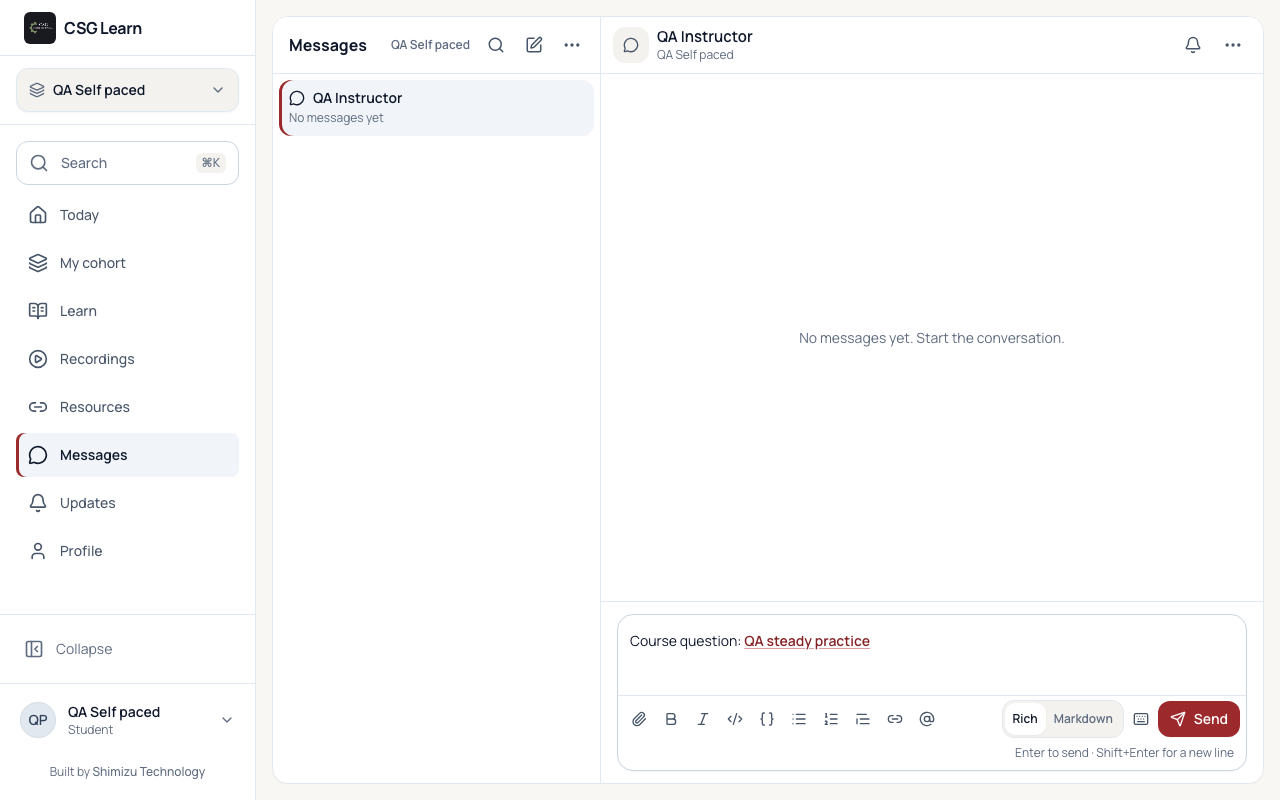 CSG Learn
QA Self paced
Search ⌘K
Today
My cohort
Learn
Recordings
Resources
Messages
Updates
Profile
Collapse
QP
QA Self paced
Student
Built by Shimizu Technology
Messages QA Self paced
QA Instructor
No messages yet
QA Instructor
QA Self paced
No messages yet. Start the conversation.
Course question: QA steady practice
Rich Markdown Send
Enter to send · Shift+Enter for a new line